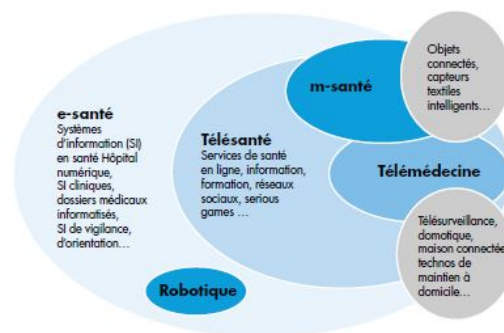 e-santé
Systèmes
d'information (SI)
en santé Hôpital
numérique,
SI cliniques,
dossiers médicaux
informatisés,
SI de vigilance,
d'orientation...
Télésanté
Services de santé
en ligne, information,
formation, réseaux
sociaux, serious
games ...
m-santé
Objets
connectés,
capteurs
textiles
intelligents...
Télémédecine
Télésurveillance,
domotique,
maison connectée
technos de
maintien à
domicile...
Robotique